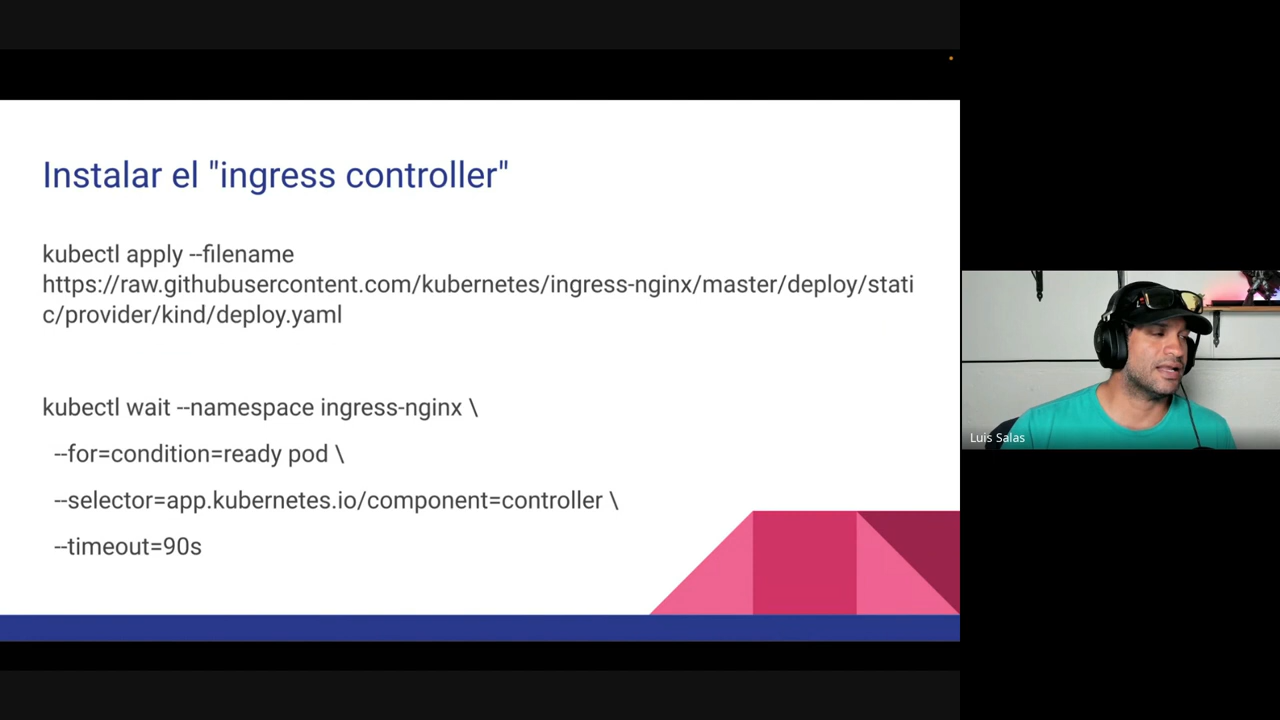 Instalar el "ingress controller"
kubectl apply --filename
https://raw.githubusercontent.com/kubernetes/ingress-nginx/master/deploy/stati
c/provider/kind/deploy.yaml
kubectl wait --namespace ingress-nginx \
--for=condition=ready pod \
--selector=app.kubernetes.io/component=controller \
--timeout=90s
Luis Salas